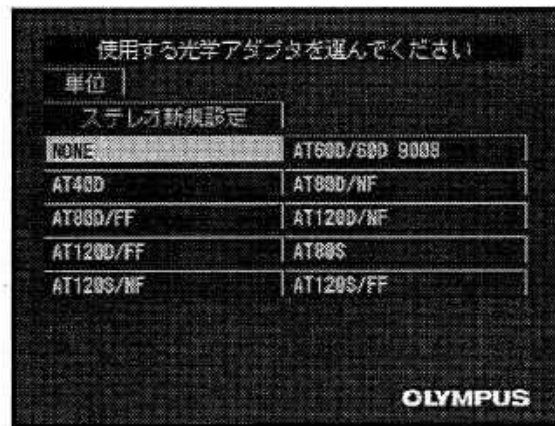 使用する光学アダプタを選んでください
単位
ステレオ新規設定
NONE AT60D/60D 9008
AT40D AT80D/NF
AT80D/FF AT120D/NF
AT120D/FF AT80S
AT120S/NF AT120S/FF
OLYMPUS